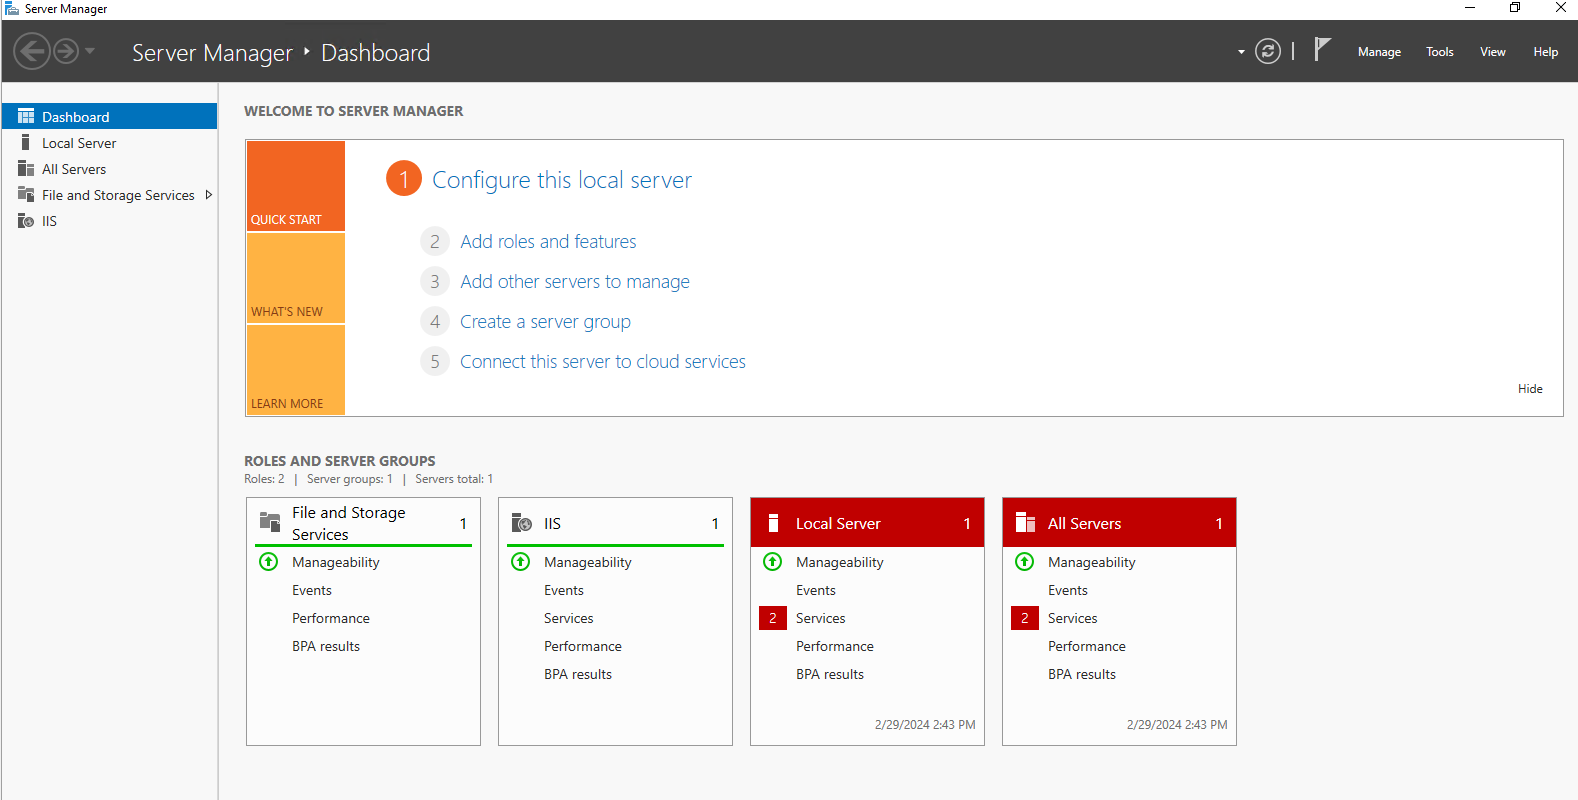 Server Manager
Server Manager ‣ Dashboard
Manage Tools View Help
Dashboard
Local Server
All Servers
File and Storage Services
IIS
WELCOME TO SERVER MANAGER
QUICK START
WHAT'S NEW
LEARN MORE
1 Configure this local server
2 Add roles and features
3 Add other servers to manage
4 Create a server group
5 Connect this server to cloud services
Hide
ROLES AND SERVER GROUPS
Roles: 2 | Server groups: 1 | Servers total: 1
File and Storage
Services 1
Manageability
Events
Performance
BPA results
IIS 1
Manageability
Events
Services
Performance
BPA results
Local Server 1
Manageability
Events
2 Services
Performance
BPA results
2/29/2024 2:43 PM
All Servers 1
Manageability
Events
2 Services
Performance
BPA results
2/29/2024 2:43 PM